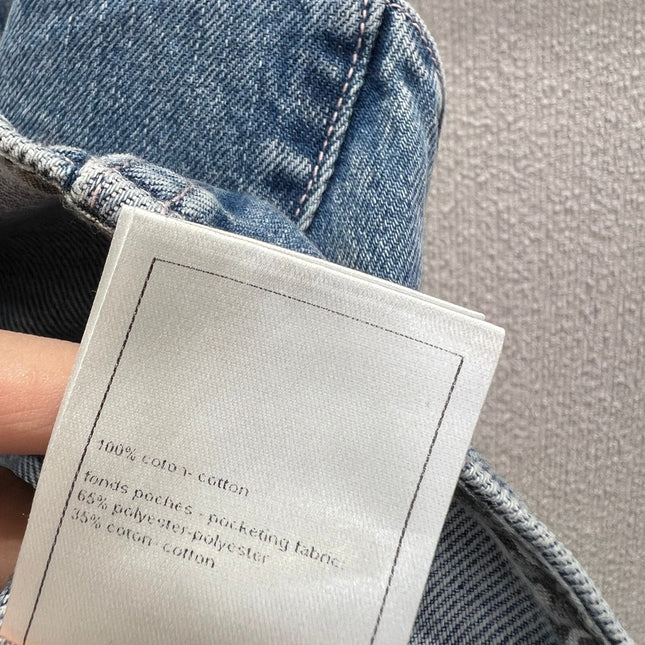 100% coton- cotton
fonds poches - pocketing fabric:
65% polyester-polyester
35% coton-cotton